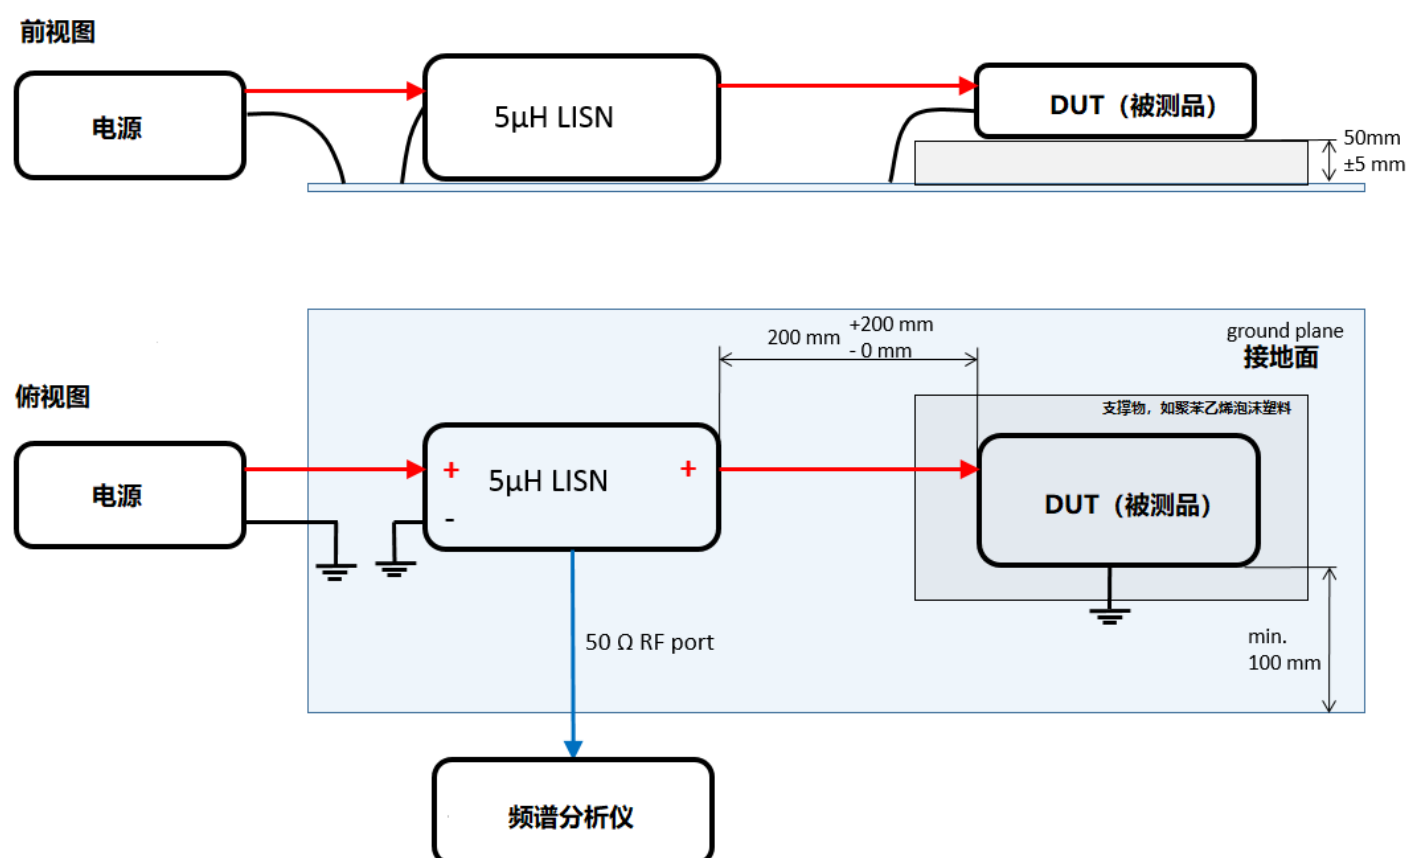 前视图
电源
5µH LISN
DUT（被测品）
50mm
±5 mm
200 mm +200 mm
- 0 mm
ground plane
接地面
俯视图
支撑物，如聚苯乙烯泡沫塑料
电源
+
5µH LISN
+
-
DUT（被测品）
50 Ω RF port
min.
100 mm
频谱分析仪